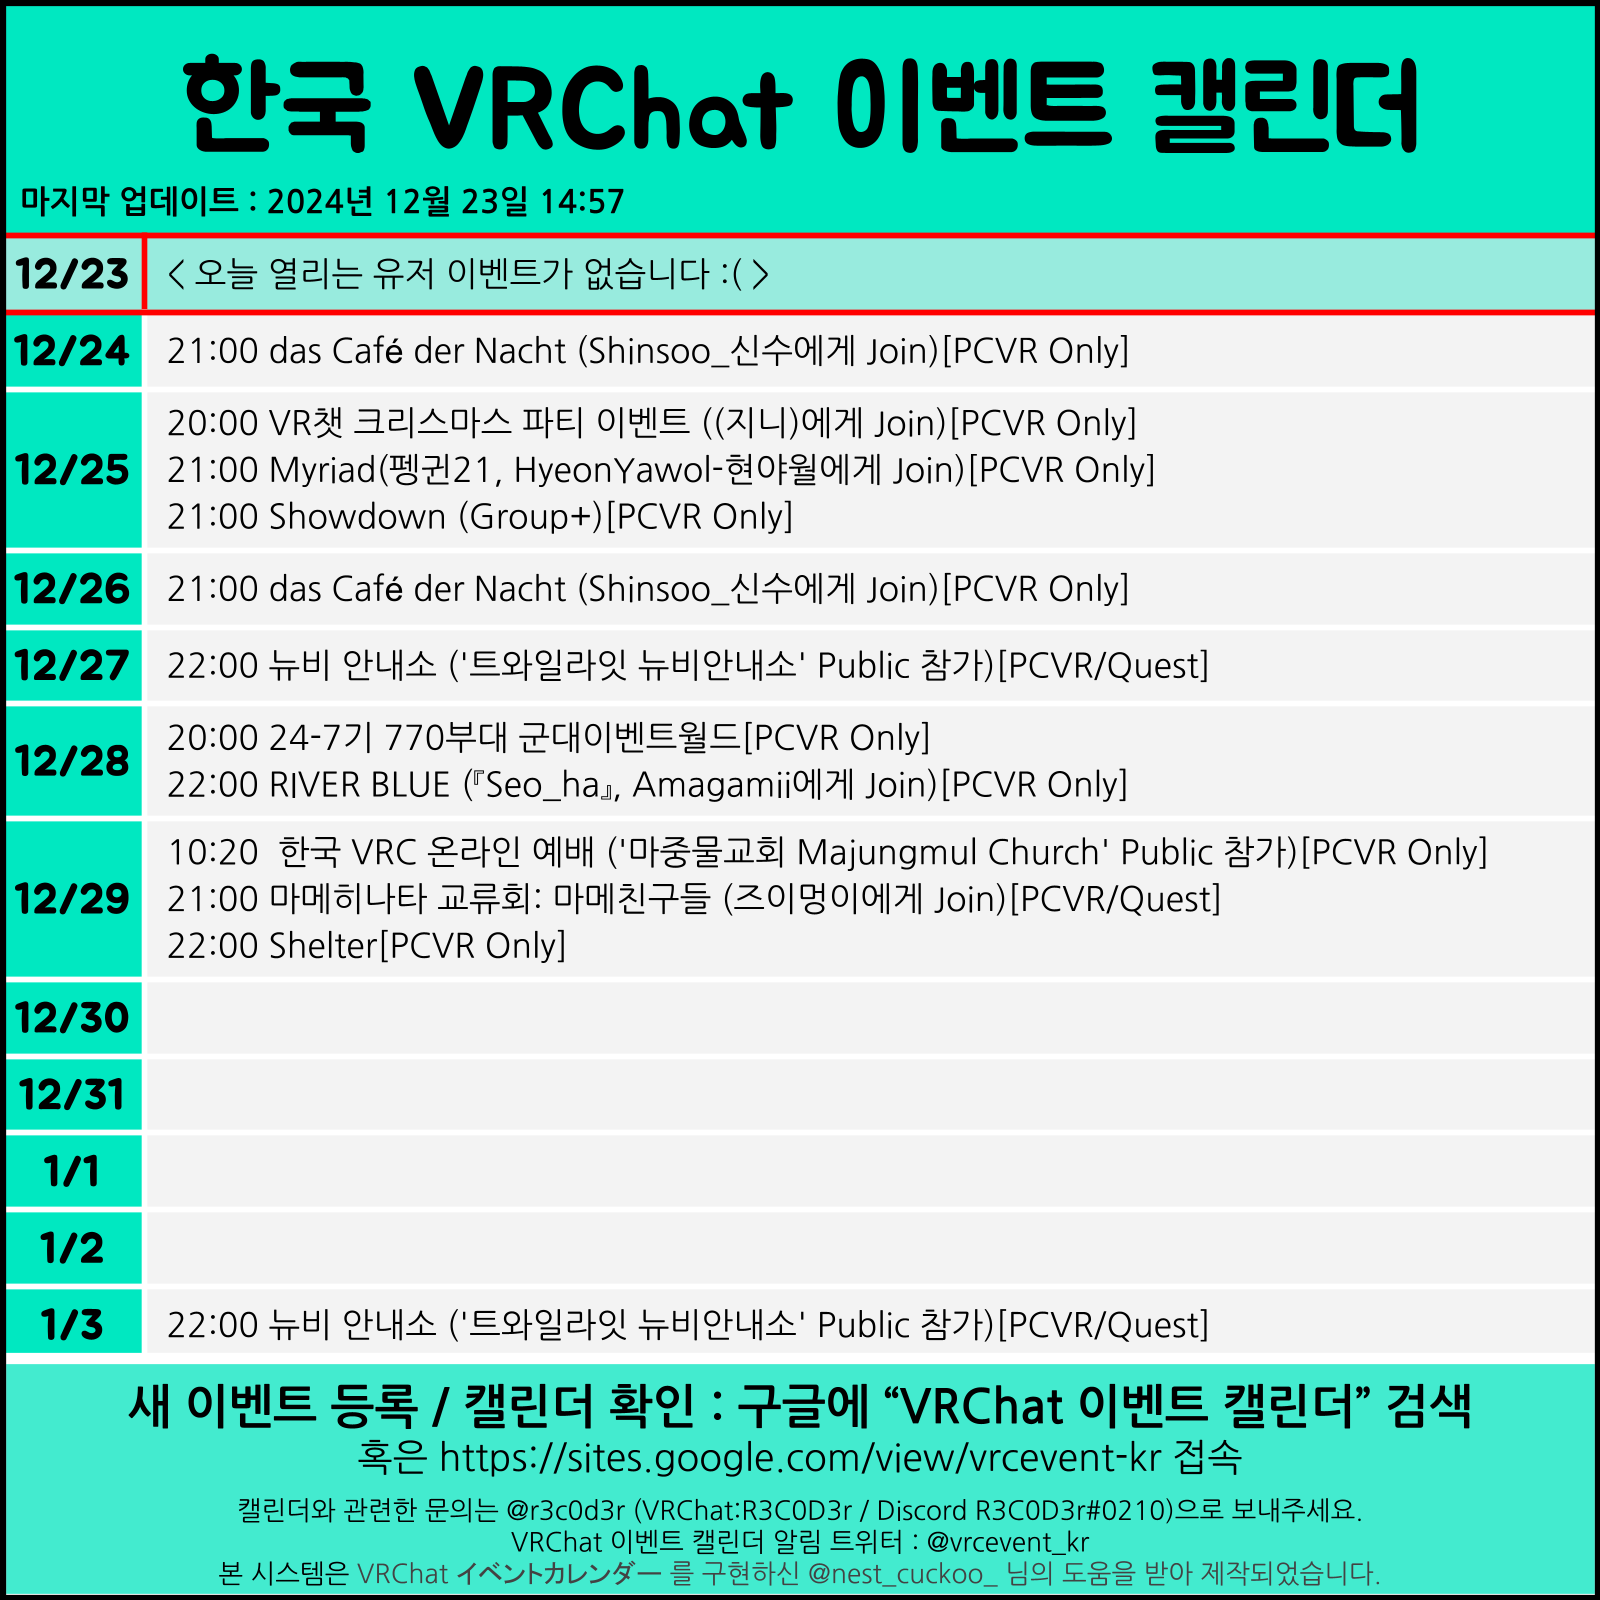 한국 VRChat 이벤트 캘린더
마지막 업데이트 : 2024년 12월 23일 14:57
12/23 < 오늘 열리는 유저 이벤트가 없습니다 :( >
12/24 21:00 das Café der Nacht (Shinsoo_신수에게 Join)[PCVR Only]
12/25
20:00 VR챗 크리스마스 파티 이벤트 ((지니)에게 Join)[PCVR Only]
21:00 Myriad(펭귄21, HyeonYawol-현야월에게 Join)[PCVR Only]
21:00 Showdown (Group+)[PCVR Only]
12/26 21:00 das Café der Nacht (Shinsoo_신수에게 Join)[PCVR Only]
12/27 22:00 뉴비 안내소 ('트와일라잇 뉴비안내소' Public 참가)[PCVR/Quest]
12/28
20:00 24-7기 770부대 군대이벤트월드[PCVR Only]
22:00 RIVER BLUE (『Seo_ha』, Amagamii에게 Join)[PCVR Only]
12/29
10:20  한국 VRC 온라인 예배 ('마중물교회 Majungmul Church' Public 참가)[PCVR Only]
21:00 마메히나타 교류회: 마메친구들 (즈이멍이에게 Join)[PCVR/Quest]
22:00 Shelter[PCVR Only]
12/30
12/31
1/1
1/2
1/3 22:00 뉴비 안내소 ('트와일라잇 뉴비안내소' Public 참가)[PCVR/Quest]
새 이벤트 등록 / 캘린더 확인 : 구글에 “VRChat 이벤트 캘린더” 검색
혹은 https://sites.google.com/view/vrcevent-kr 접속
캘린더와 관련한 문의는 @r3c0d3r (VRChat:R3C0D3r / Discord R3C0D3r#0210)으로 보내주세요.
VRChat 이벤트 캘린더 알림 트위터 : @vrcevent_kr
본 시스템은 VRChat イベントカレンダー 를 구현하신 @nest_cuckoo_ 님의 도움을 받아 제작되었습니다.